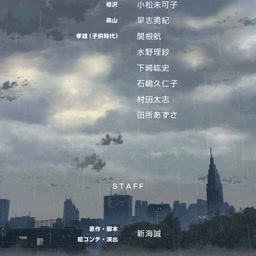 相沢 小松未可子
森山 早志勇紀
孝雄(子供時代) 関根航
水野理紗
下崎紘史
石嶋久仁子
村田太志
田所あずさ
STAFF
原作・脚本
絵コンテ・演出 新海誠